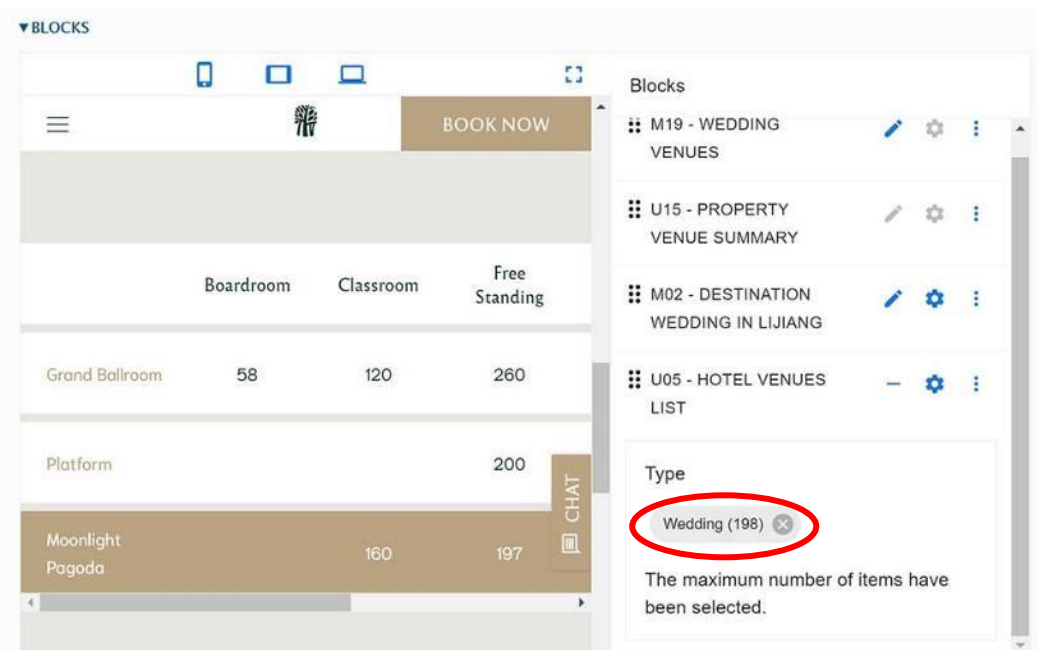 ▼BLOCKS
BOOK NOW
Boardroom Classroom Free
Standing
Grand Ballroom 58 120 260
Platform 200
Moonlight
Pagoda 160 197
CHAT
Blocks
M19 - WEDDING
VENUES
U15 - PROPERTY
VENUE SUMMARY
M02 - DESTINATION
WEDDING IN LIJIANG
U05 - HOTEL VENUES
LIST
Type
Wedding (198)
The maximum number of items have
been selected.